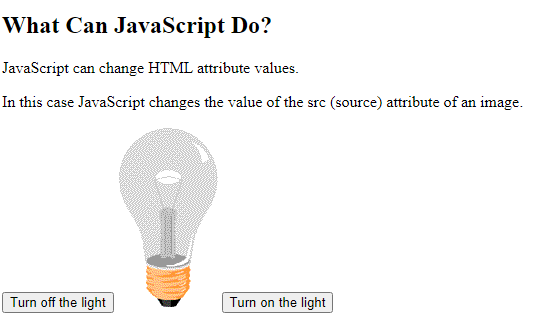 What Can JavaScript Do?
JavaScript can change HTML attribute values.
In this case JavaScript changes the value of the src (source) attribute of an image.
Turn off the light
Turn on the light